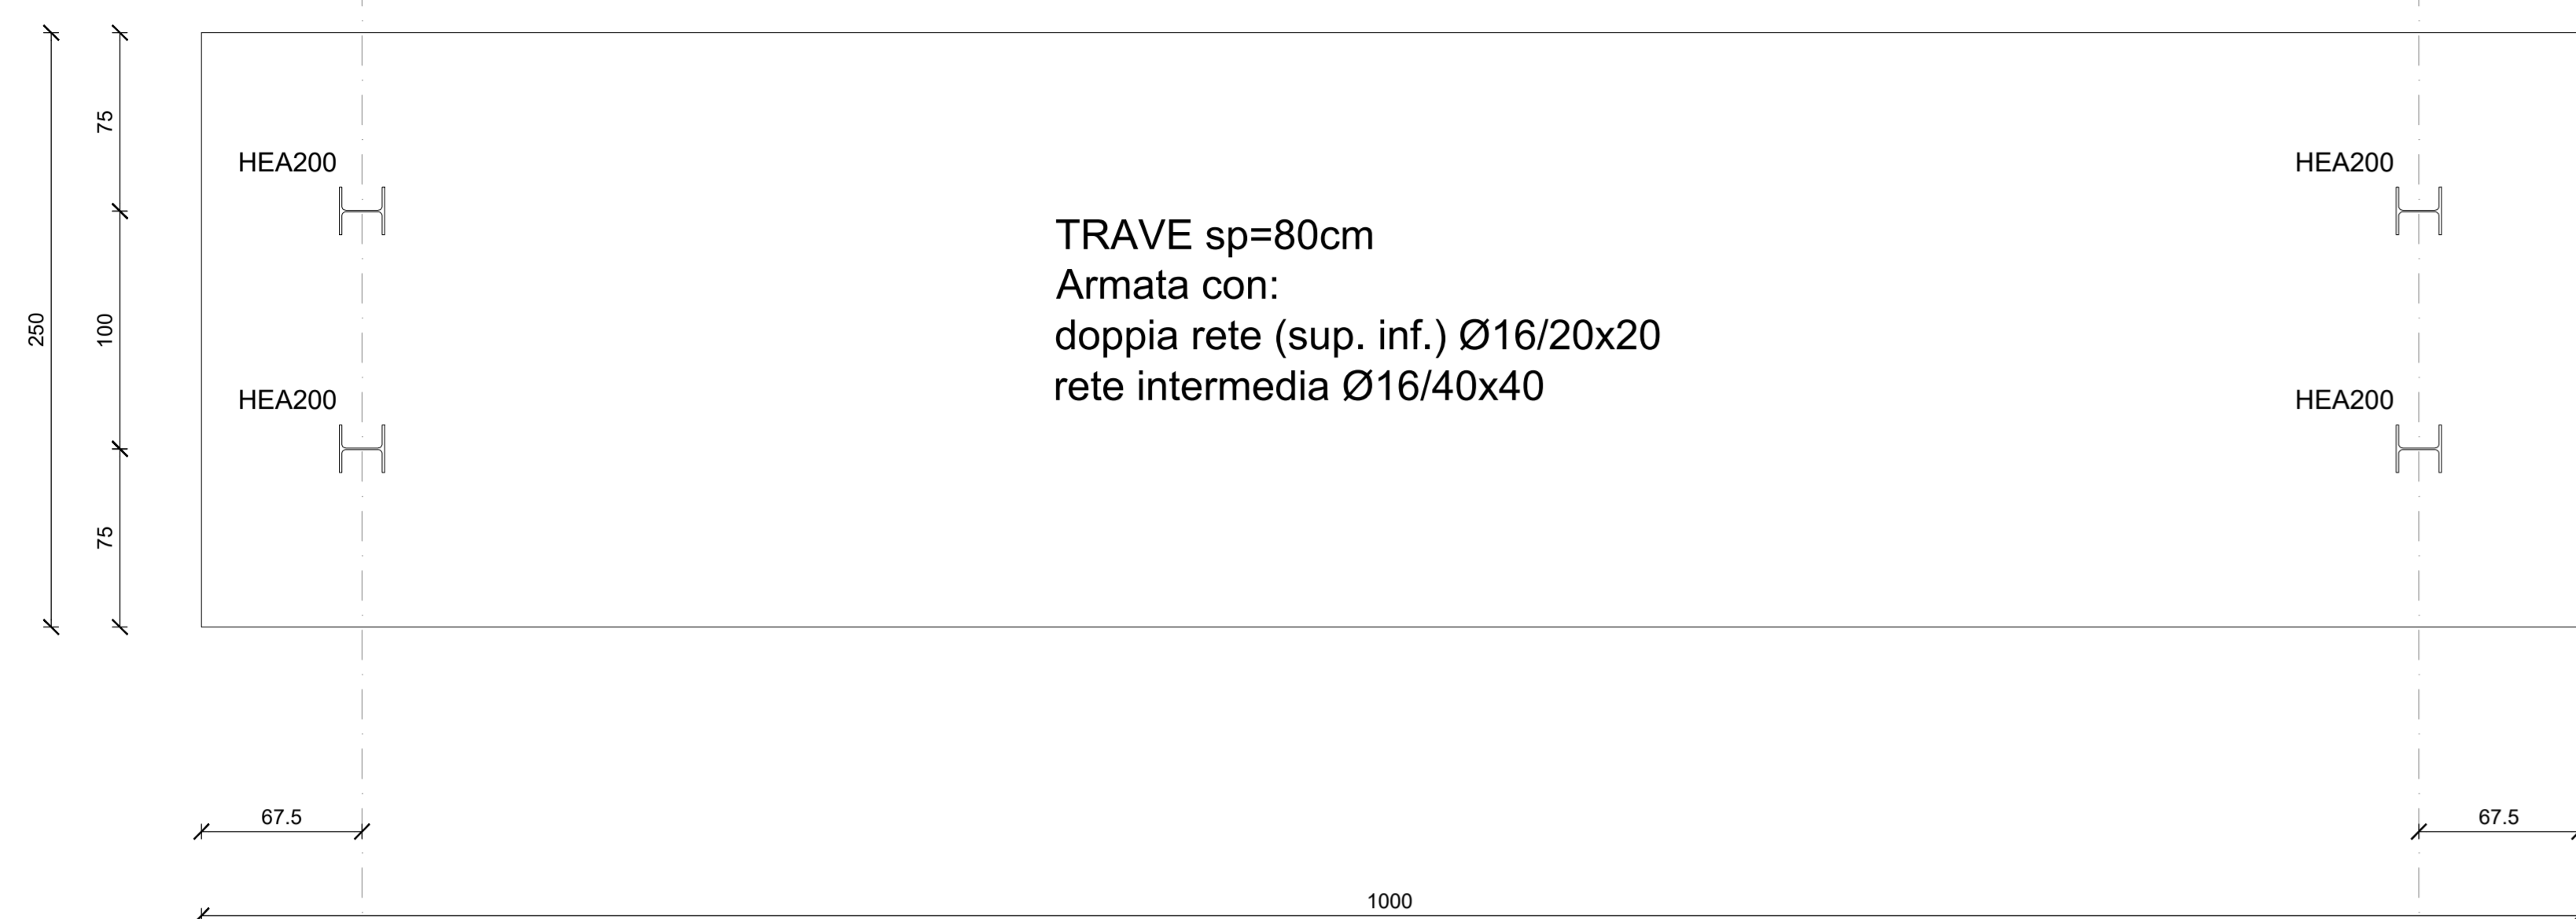 75
HEA200
HEA200
TRAVE sp=80cm
Armata con:
doppia rete (sup. inf.) Ø16/20x20
rete intermedia Ø16/40x40
250
100
HEA200
HEA200
75
67.5
67.5
1000